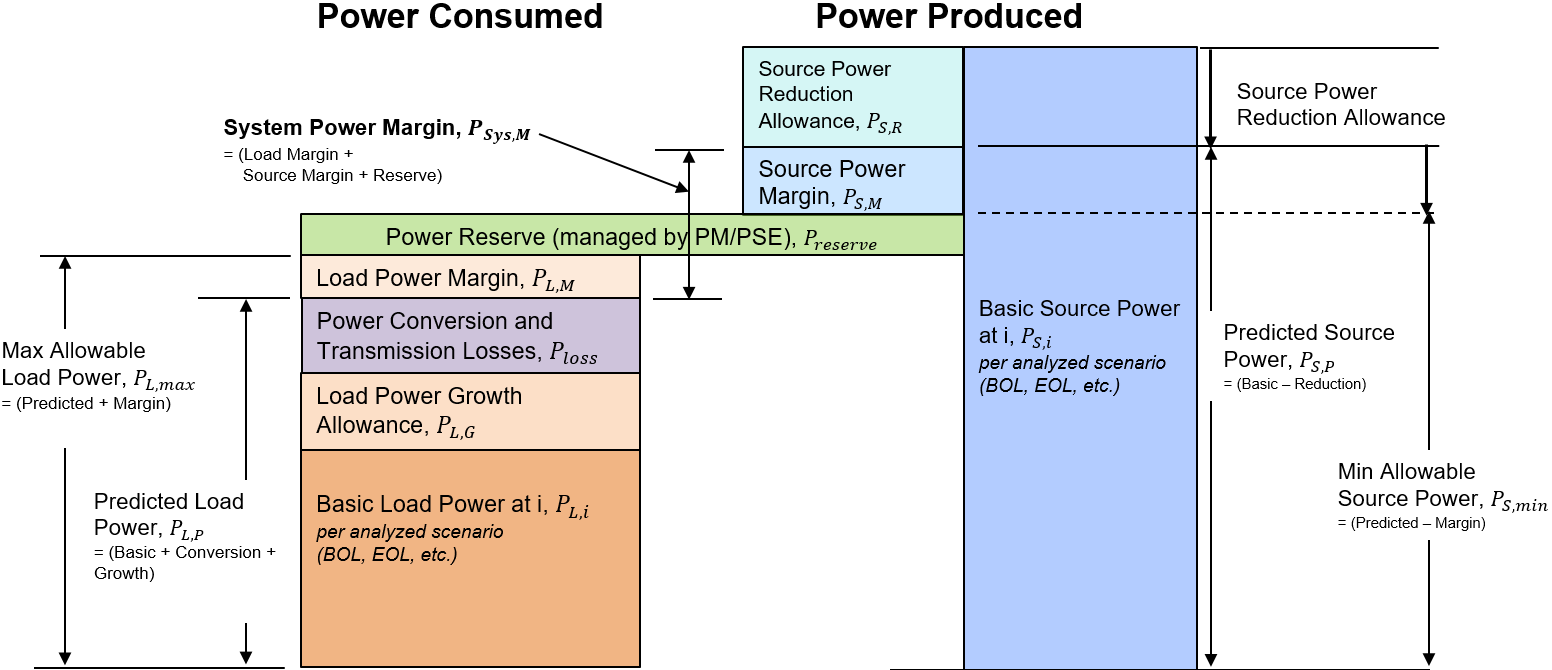 Power Consumed
Power Produced
System Power Margin, P_{Sys,M}
= (Load Margin +
Source Margin + Reserve)
Source Power
Reduction
Allowance, P_{S,R}
Source Power
Margin, P_{S,M}
Source Power
Reduction Allowance
Power Reserve (managed by PM/PSE), P_{reserve}
Load Power Margin, P_{L,M}
Power Conversion and
Transmission Losses, P_{loss}
Load Power Growth
Allowance, P_{L,G}
Basic Load Power at i, P_{L,i}
per analyzed scenario
(BOL, EOL, etc.)
Max Allowable
Load Power, P_{L,max}
= (Predicted + Margin)
Predicted Load
Power, P_{L,P}
= (Basic + Conversion +
Growth)
Basic Source Power
at i, P_{S,i}
per analyzed scenario
(BOL, EOL, etc.)
Predicted Source
Power, P_{S,P}
= (Basic – Reduction)
Min Allowable
Source Power, P_{S,min}
= (Predicted – Margin)